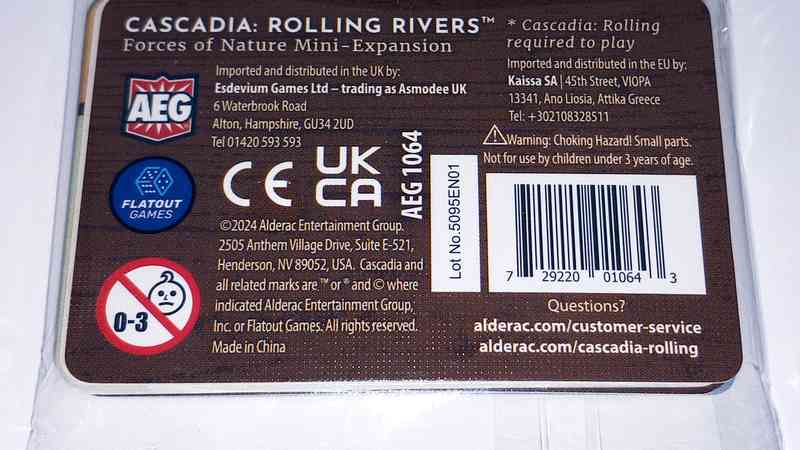 CASCADIA: ROLLING RIVERS™
Forces of Nature Mini-Expansion
* Cascadia: Rolling
required to play
AEG
Imported and distributed in the UK by:
Esdevium Games Ltd – trading as Asmodee UK
6 Waterbrook Road
Alton, Hampshire, GU34 2UD
Tel 01420 593 593
Imported and distributed in the EU by:
Kaissa SA | 45th Street, VIOPA
13341, Ano Liosia, Attika Greece
Tel: +302108328511
⚠Warning: Choking Hazard! Small parts.
Not for use by children under 3 years of age.
FLATOUT
GAMES
CE
UK
CA
AEG 1064
Lot No.5095EN01
7 29220 01064 3
©2024 Alderac Entertainment Group.
2505 Anthem Village Drive, Suite E-521,
Henderson, NV 89052, USA. Cascadia and
all related marks are ™ or ® and © where
indicated Alderac Entertainment Group,
Inc. or Flatout Games. All rights reserved.
Made in China
0-3
Questions?
alderac.com/customer-service
alderac.com/cascadia-rolling